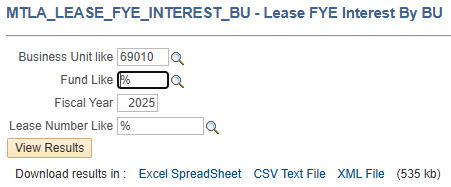 MTLA_LEASE_FYE_INTEREST_BU - Lease FYE Interest By BU
Business Unit like 69010
Fund Like %
Fiscal Year 2025
Lease Number Like %
View Results
Download results in : Excel SpreadSheet CSV Text File XML File (535 kb)